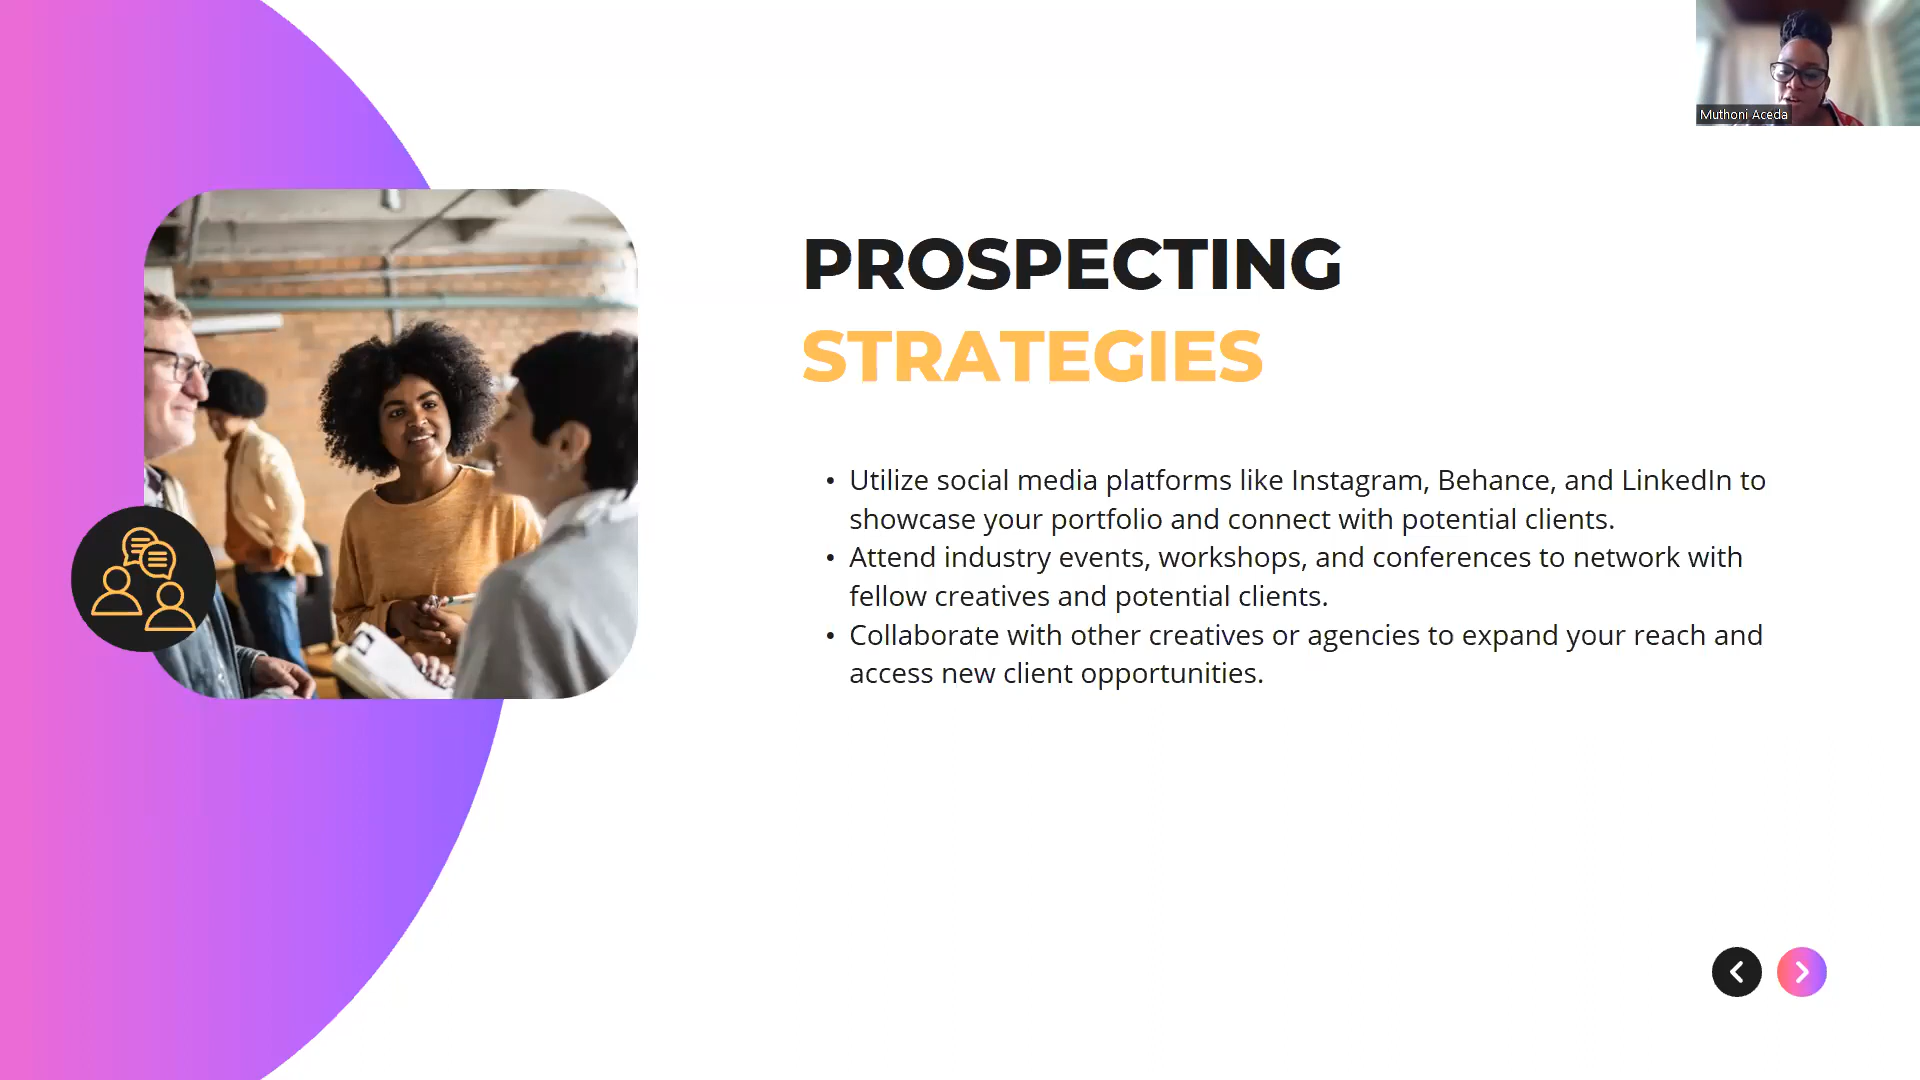 Muthoni Aceda
PROSPECTING
STRATEGIES
• Utilize social media platforms like Instagram, Behance, and LinkedIn to
showcase your portfolio and connect with potential clients.
• Attend industry events, workshops, and conferences to network with
fellow creatives and potential clients.
• Collaborate with other creatives or agencies to expand your reach and
access new client opportunities.